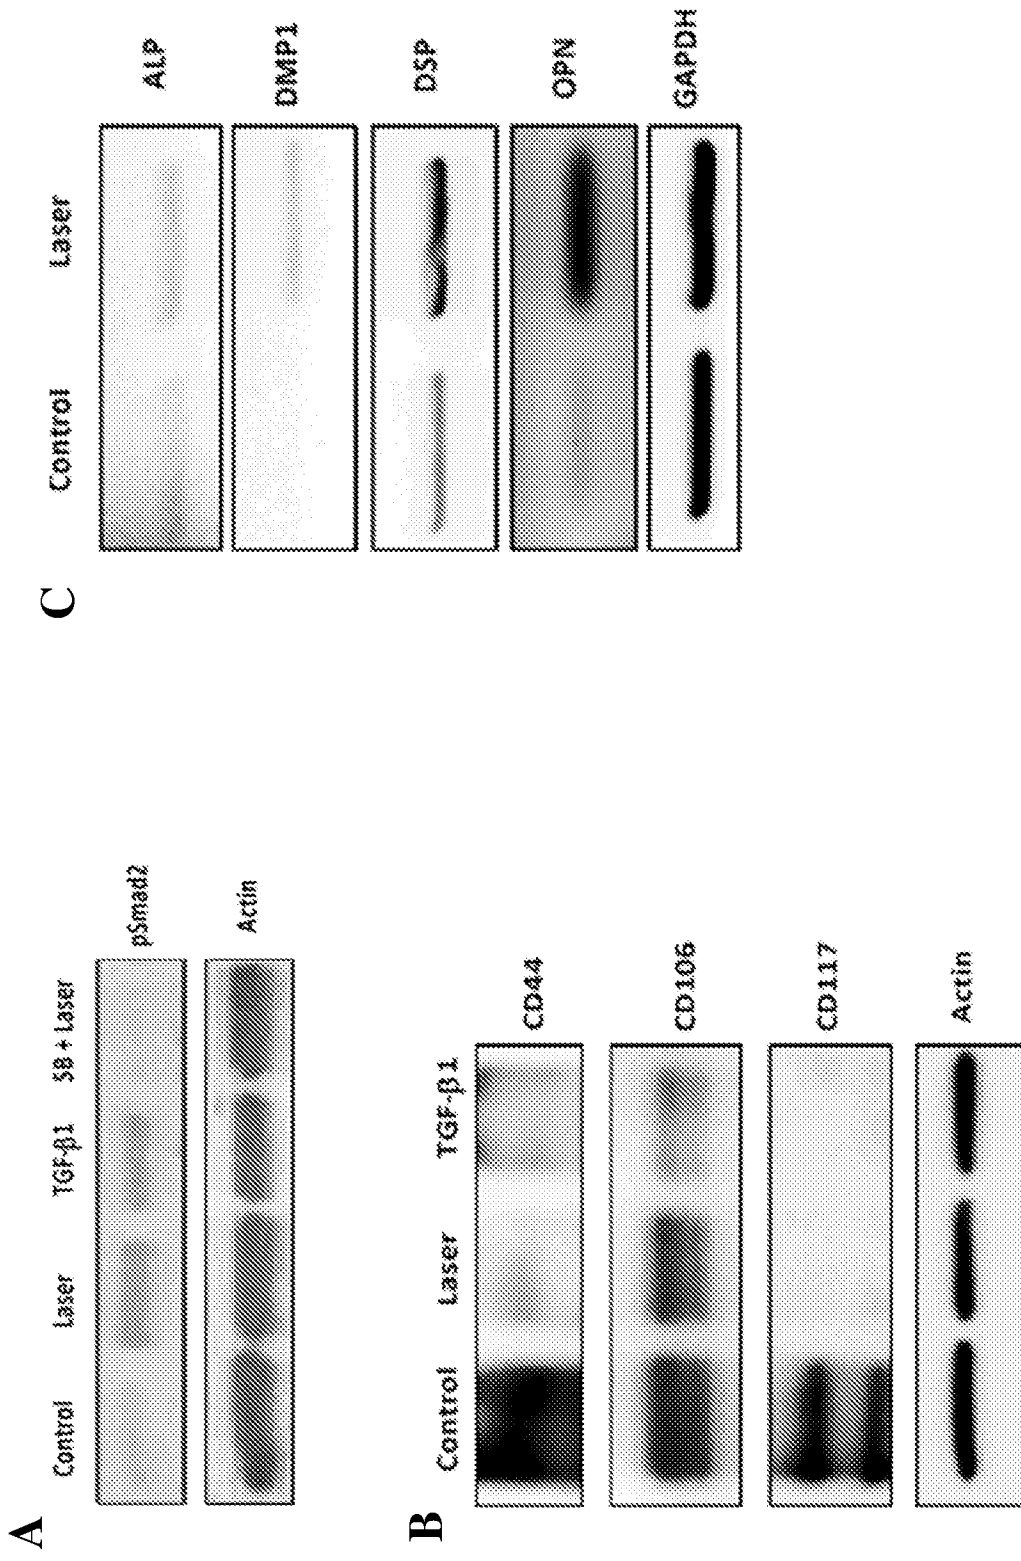 A
Control Laser TGF-β1 SB + Laser
pSmad2
Actin
B
Control Laser TGF-β1
CD44
CD106
CD117
Actin
C
Control Laser
ALP
DMP1
DSP
OPN
GAPDH